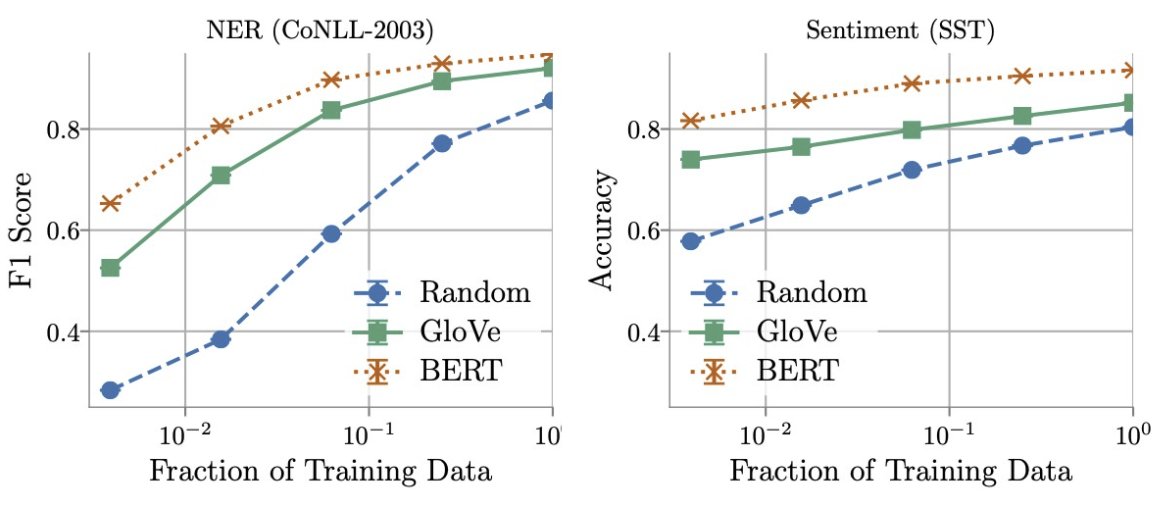 NER (CoNLL-2003)
F1 Score
0.8
0.6
0.4
Random
GloVe
BERT
10⁻² 10⁻¹ 10
Fraction of Training Data
Sentiment (SST)
Accuracy
0.8
0.6
0.4
Random
GloVe
BERT
10⁻² 10⁻¹ 10⁰
Fraction of Training Data